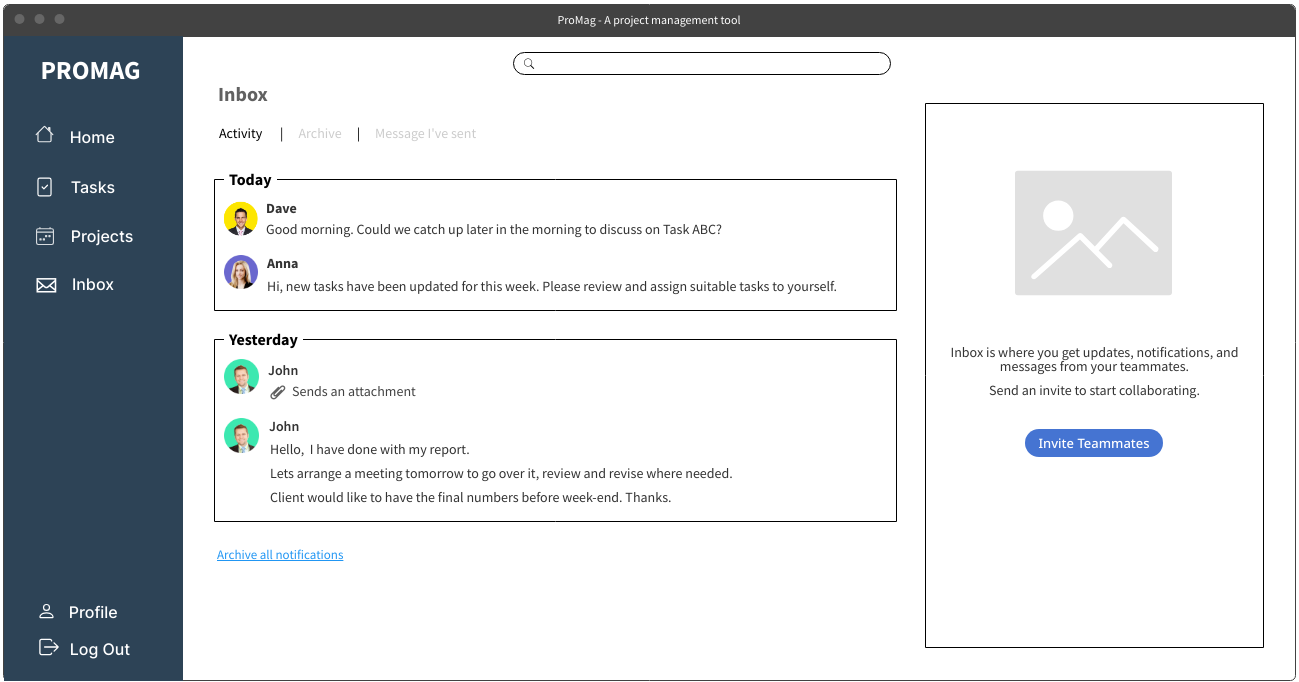 ProMag - A project management tool
PROMAG
Home
Tasks
Projects
Inbox
Profile
Log Out
Inbox
Activity | Archive | Message I've sent
Today
Dave
Good morning. Could we catch up later in the morning to discuss on Task ABC?
Anna
Hi, new tasks have been updated for this week. Please review and assign suitable tasks to yourself.
Yesterday
John
Sends an attachment
John
Hello, I have done with my report.
Lets arrange a meeting tomorrow to go over it, review and revise where needed.
Client would like to have the final numbers before week-end. Thanks.
Archive all notifications
Inbox is where you get updates, notifications, and
messages from your teammates.
Send an invite to start collaborating.
Invite Teammates